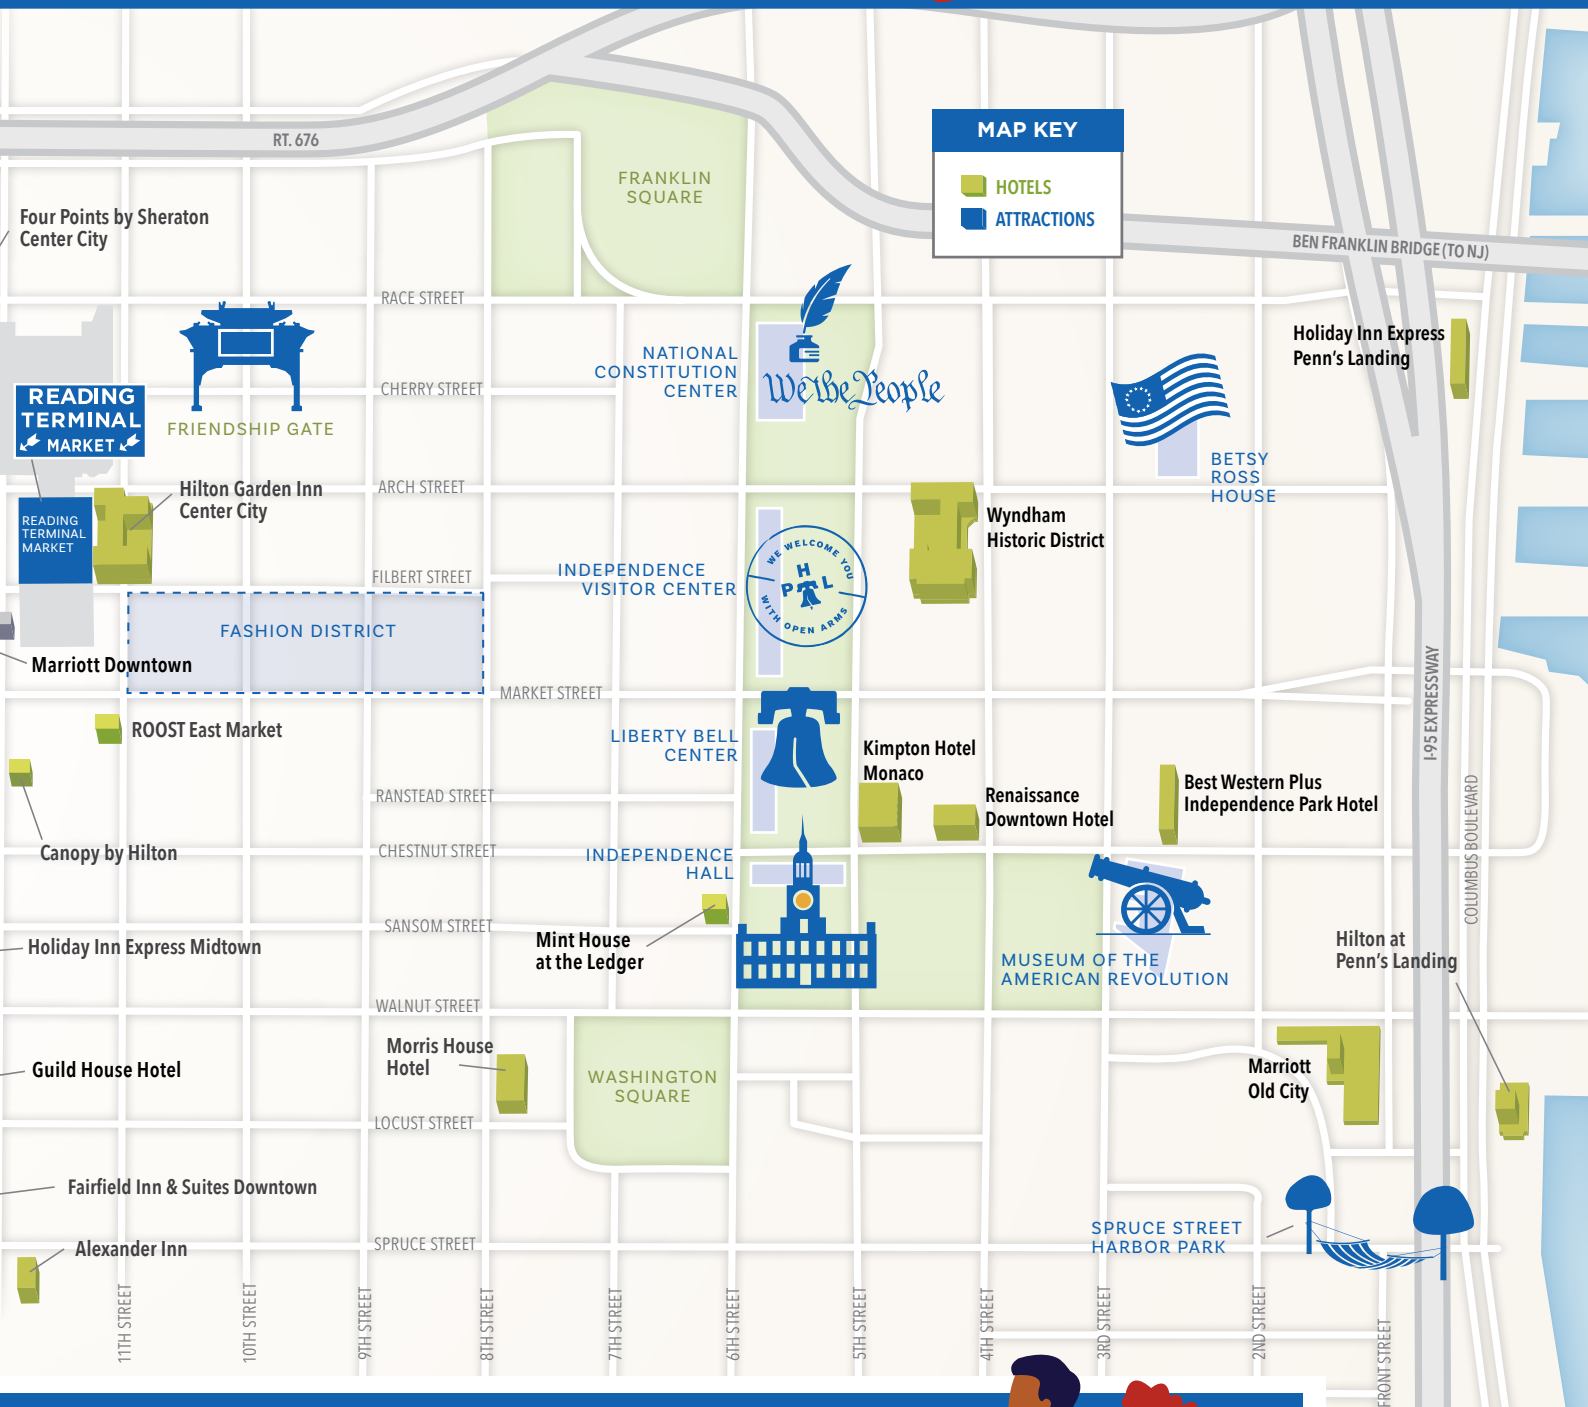 MAP KEY
HOTELS
ATTRACTIONS
RT. 676
FRANKLIN
SQUARE
BEN FRANKLIN BRIDGE (TO NJ)
Four Points by Sheraton
Center City
RACE STREET
NATIONAL
CONSTITUTION
CENTER
We the People
Holiday Inn Express
Penn's Landing
CHERRY STREET
READING
TERMINAL
MARKET
FRIENDSHIP GATE
BETSY
ROSS
HOUSE
ARCH STREET
Hilton Garden Inn
Center City
READING
TERMINAL
MARKET
Wyndham
Historic District
FILBERT STREET
INDEPENDENCE
VISITOR CENTER
WE WELCOME YOU
PHL
WITH OPEN ARMS
FASHION DISTRICT
Marriott Downtown
MARKET STREET
I-95 EXPRESSWAY
ROOST East Market
LIBERTY BELL
CENTER
Kimpton Hotel
Monaco
Renaissance
Downtown Hotel
Best Western Plus
Independence Park Hotel
RANSTEAD STREET
COLUMBUS BOULEVARD
Canopy by Hilton
CHESTNUT STREET
INDEPENDENCE
HALL
SANSOM STREET
Holiday Inn Express Midtown
Mint House
at the Ledger
MUSEUM OF THE
AMERICAN REVOLUTION
Hilton at
Penn's Landing
WALNUT STREET
Morris House
Hotel
Guild House Hotel
WASHINGTON
SQUARE
Marriott
Old City
LOCUST STREET
Fairfield Inn & Suites Downtown
SPRUCE STREET
HARBOR PARK
Alexander Inn
SPRUCE STREET
11TH STREET
10TH STREET
9TH STREET
8TH STREET
7TH STREET
6TH STREET
5TH STREET
4TH STREET
3RD STREET
2ND STREET
FRONT STREET